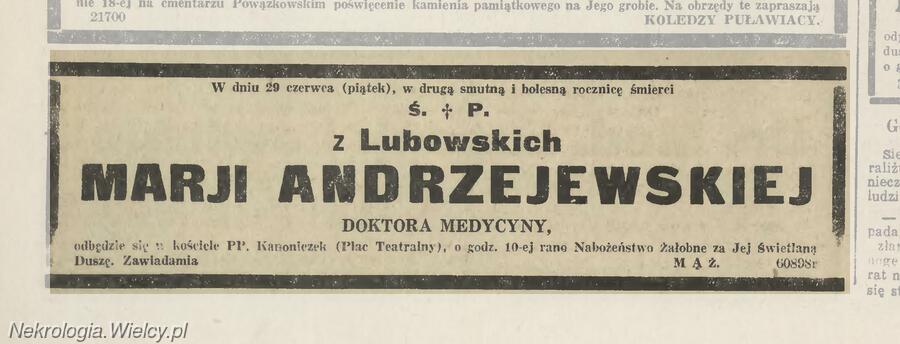 nie 18-ej na cmentarzu Powązkowskim poświęcenie kamienia pamiątkowego na Jego grobie. Na obrzędy te zapraszają
21700 KOLEDZY PUŁAWIACY.
W dniu 29 czerwca (piątek), w drugą smutną i bolesną rocznicę śmierci
Ś. † P.
z Lubowskich
MARJI ANDRZEJEWSKIEJ
DOKTORA MEDYCYNY,
odbędzie się w kościele PP. Kanoniczek (Plac Teatralny), o godz. 10-ej rano Nabożeństwo Żałobne za Jej Świetlaną
Duszę. Zawiadamia MĄŻ. 60898r
Nekrologia.Wielcy.pl